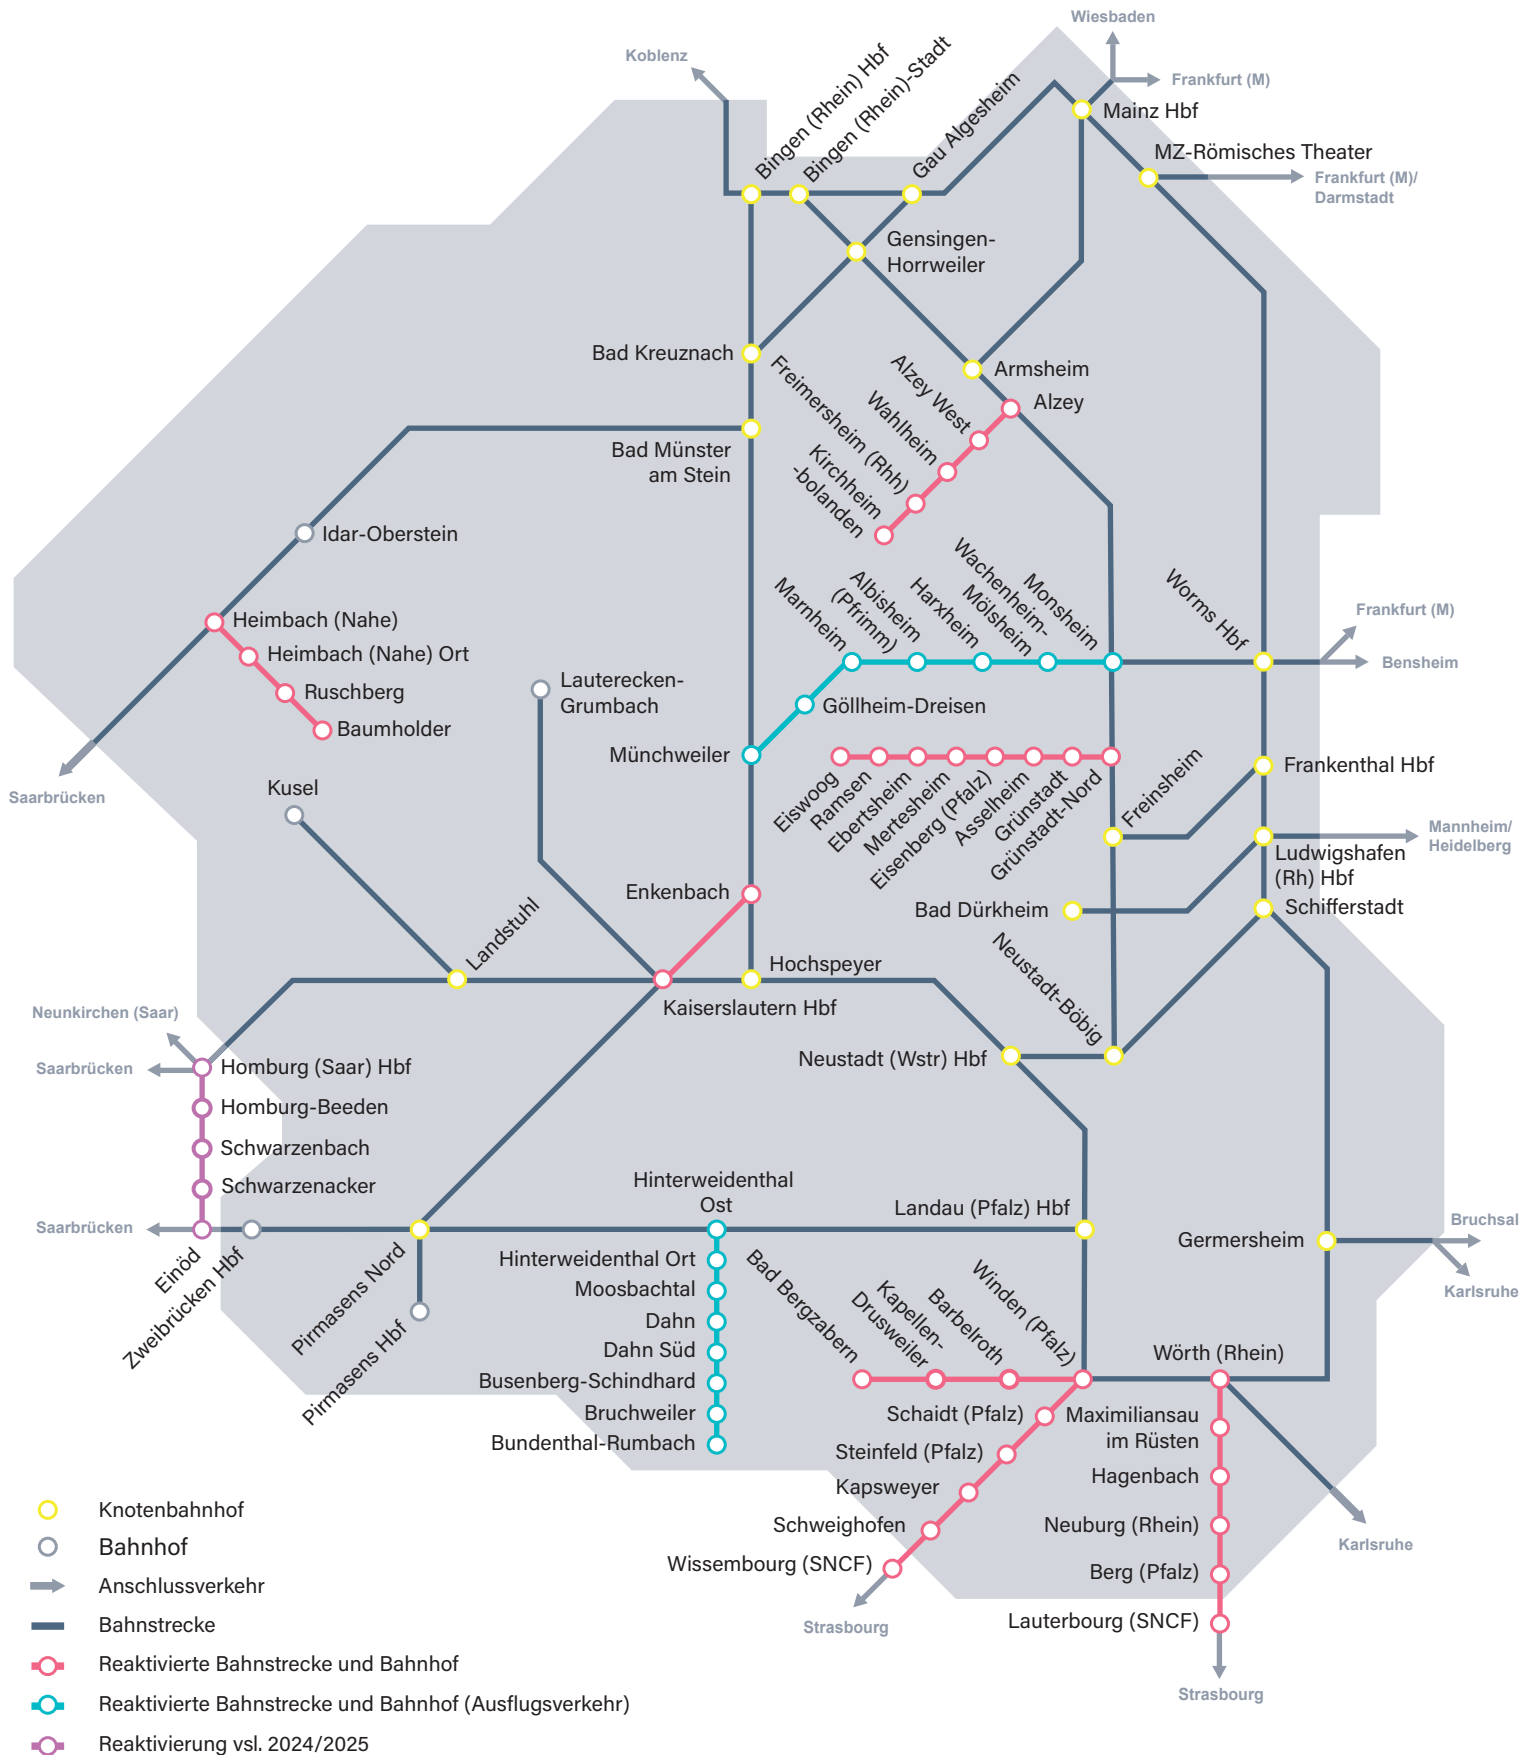 Wiesbaden
Koblenz
Frankfurt (M)
Bingen (Rhein) Hbf
Bingen (Rhein)-Stadt
Gau Algesheim
Mainz Hbf
MZ-Römisches Theater
Frankfurt (M)/
Darmstadt
Gensingen-
Horrweiler
Bad Kreuznach
Armsheim
Alzey
Alzey West
Wahlheim
Freimersheim (Rhh)
Kirchheim
-bolanden
Bad Münster
am Stein
Idar-Oberstein
Heimbach (Nahe)
Heimbach (Nahe) Ort
Ruschberg
Baumholder
Saarbrücken
Marnheim
Albisheim
(Pfrimm)
Harxheim
Wachenheim-
Mölsheim
Monsheim
Worms Hbf
Frankfurt (M)
Bensheim
Lauterecken-
Grumbach
Göllheim-Dreisen
Münchweiler
Kusel
Eiswoog
Ramsen
Ebertsheim
Mertesheim
Eisenberg (Pfalz)
Asselheim
Grünstadt
Grünstadt-Nord
Freinsheim
Frankenthal Hbf
Mannheim/
Heidelberg
Ludwigshafen
(Rh) Hbf
Enkenbach
Bad Dürkheim
Schifferstadt
Landstuhl
Hochspeyer
Kaiserslautern Hbf
Neustadt-Böbig
Neustadt (Wstr) Hbf
Neunkirchen (Saar)
Saarbrücken
Homburg (Saar) Hbf
Homburg-Beeden
Schwarzenbach
Schwarzenacker
Saarbrücken
Einöd
Zweibrücken Hbf
Pirmasens Nord
Pirmasens Hbf
Hinterweidenthal
Ost
Hinterweidenthal Ort
Moosbachtal
Dahn
Dahn Süd
Busenberg-Schindhard
Bruchweiler
Bundenthal-Rumbach
Landau (Pfalz) Hbf
Germersheim
Bruchsal
Karlsruhe
Bad Bergzabern
Kapellen-
Drusweiler
Barbelroth
Winden (Pfalz)
Wörth (Rhein)
Schaidt (Pfalz)
Steinfeld (Pfalz)
Kapsweyer
Schweighofen
Wissembourg (SNCF)
Strasbourg
Maximiliansau
im Rüsten
Hagenbach
Neuburg (Rhein)
Berg (Pfalz)
Lauterbourg (SNCF)
Strasbourg
Karlsruhe
Knotenbahnhof
Bahnhof
Anschlussverkehr
Bahnstrecke
Reaktivierte Bahnstrecke und Bahnhof
Reaktivierte Bahnstrecke und Bahnhof (Ausflugsverkehr)
Reaktivierung vsl. 2024/2025